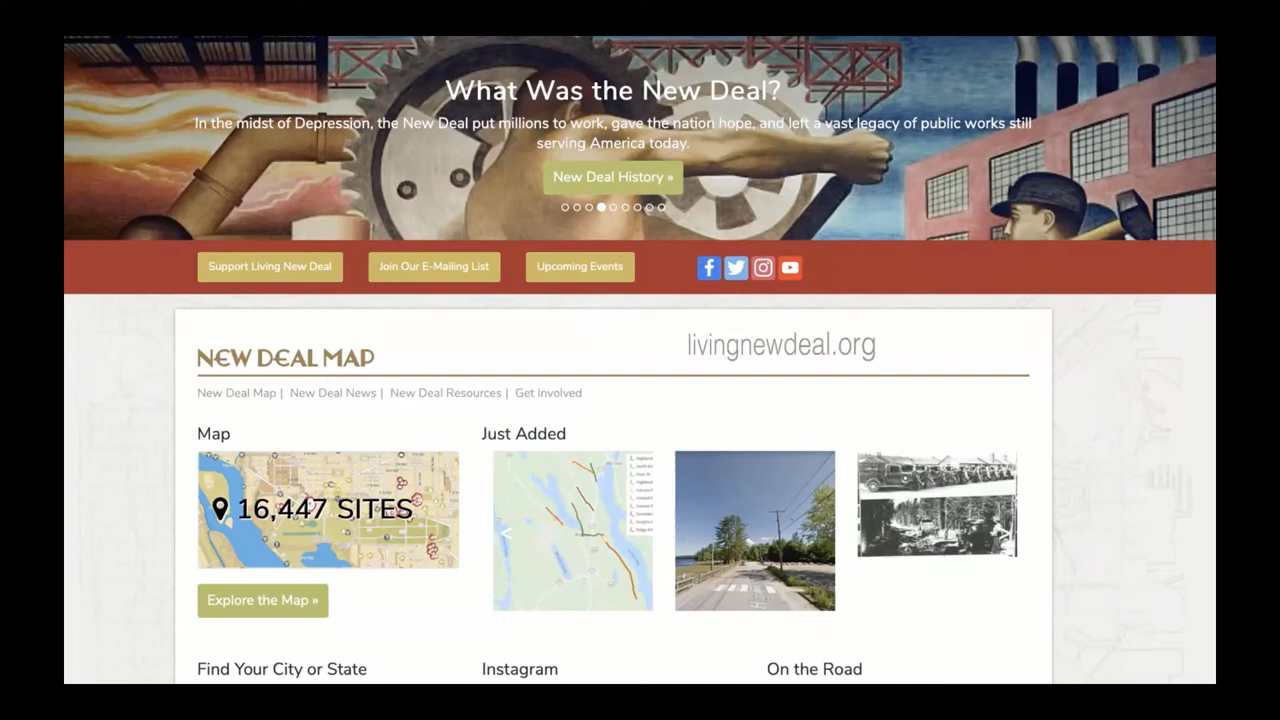 What Was the New Deal?
In the midst of Depression, the New Deal put millions to work, gave the nation hope, and left a vast legacy of public works still
serving America today.
New Deal History »
Support Living New Deal
Join Our E-Mailing List
Upcoming Events
livingnewdeal.org
NEW DEAL MAP
New Deal Map | New Deal News | New Deal Resources | Get Involved
Map
Just Added
16,447 SITES
Explore the Map »
Find Your City or State
Instagram
On the Road